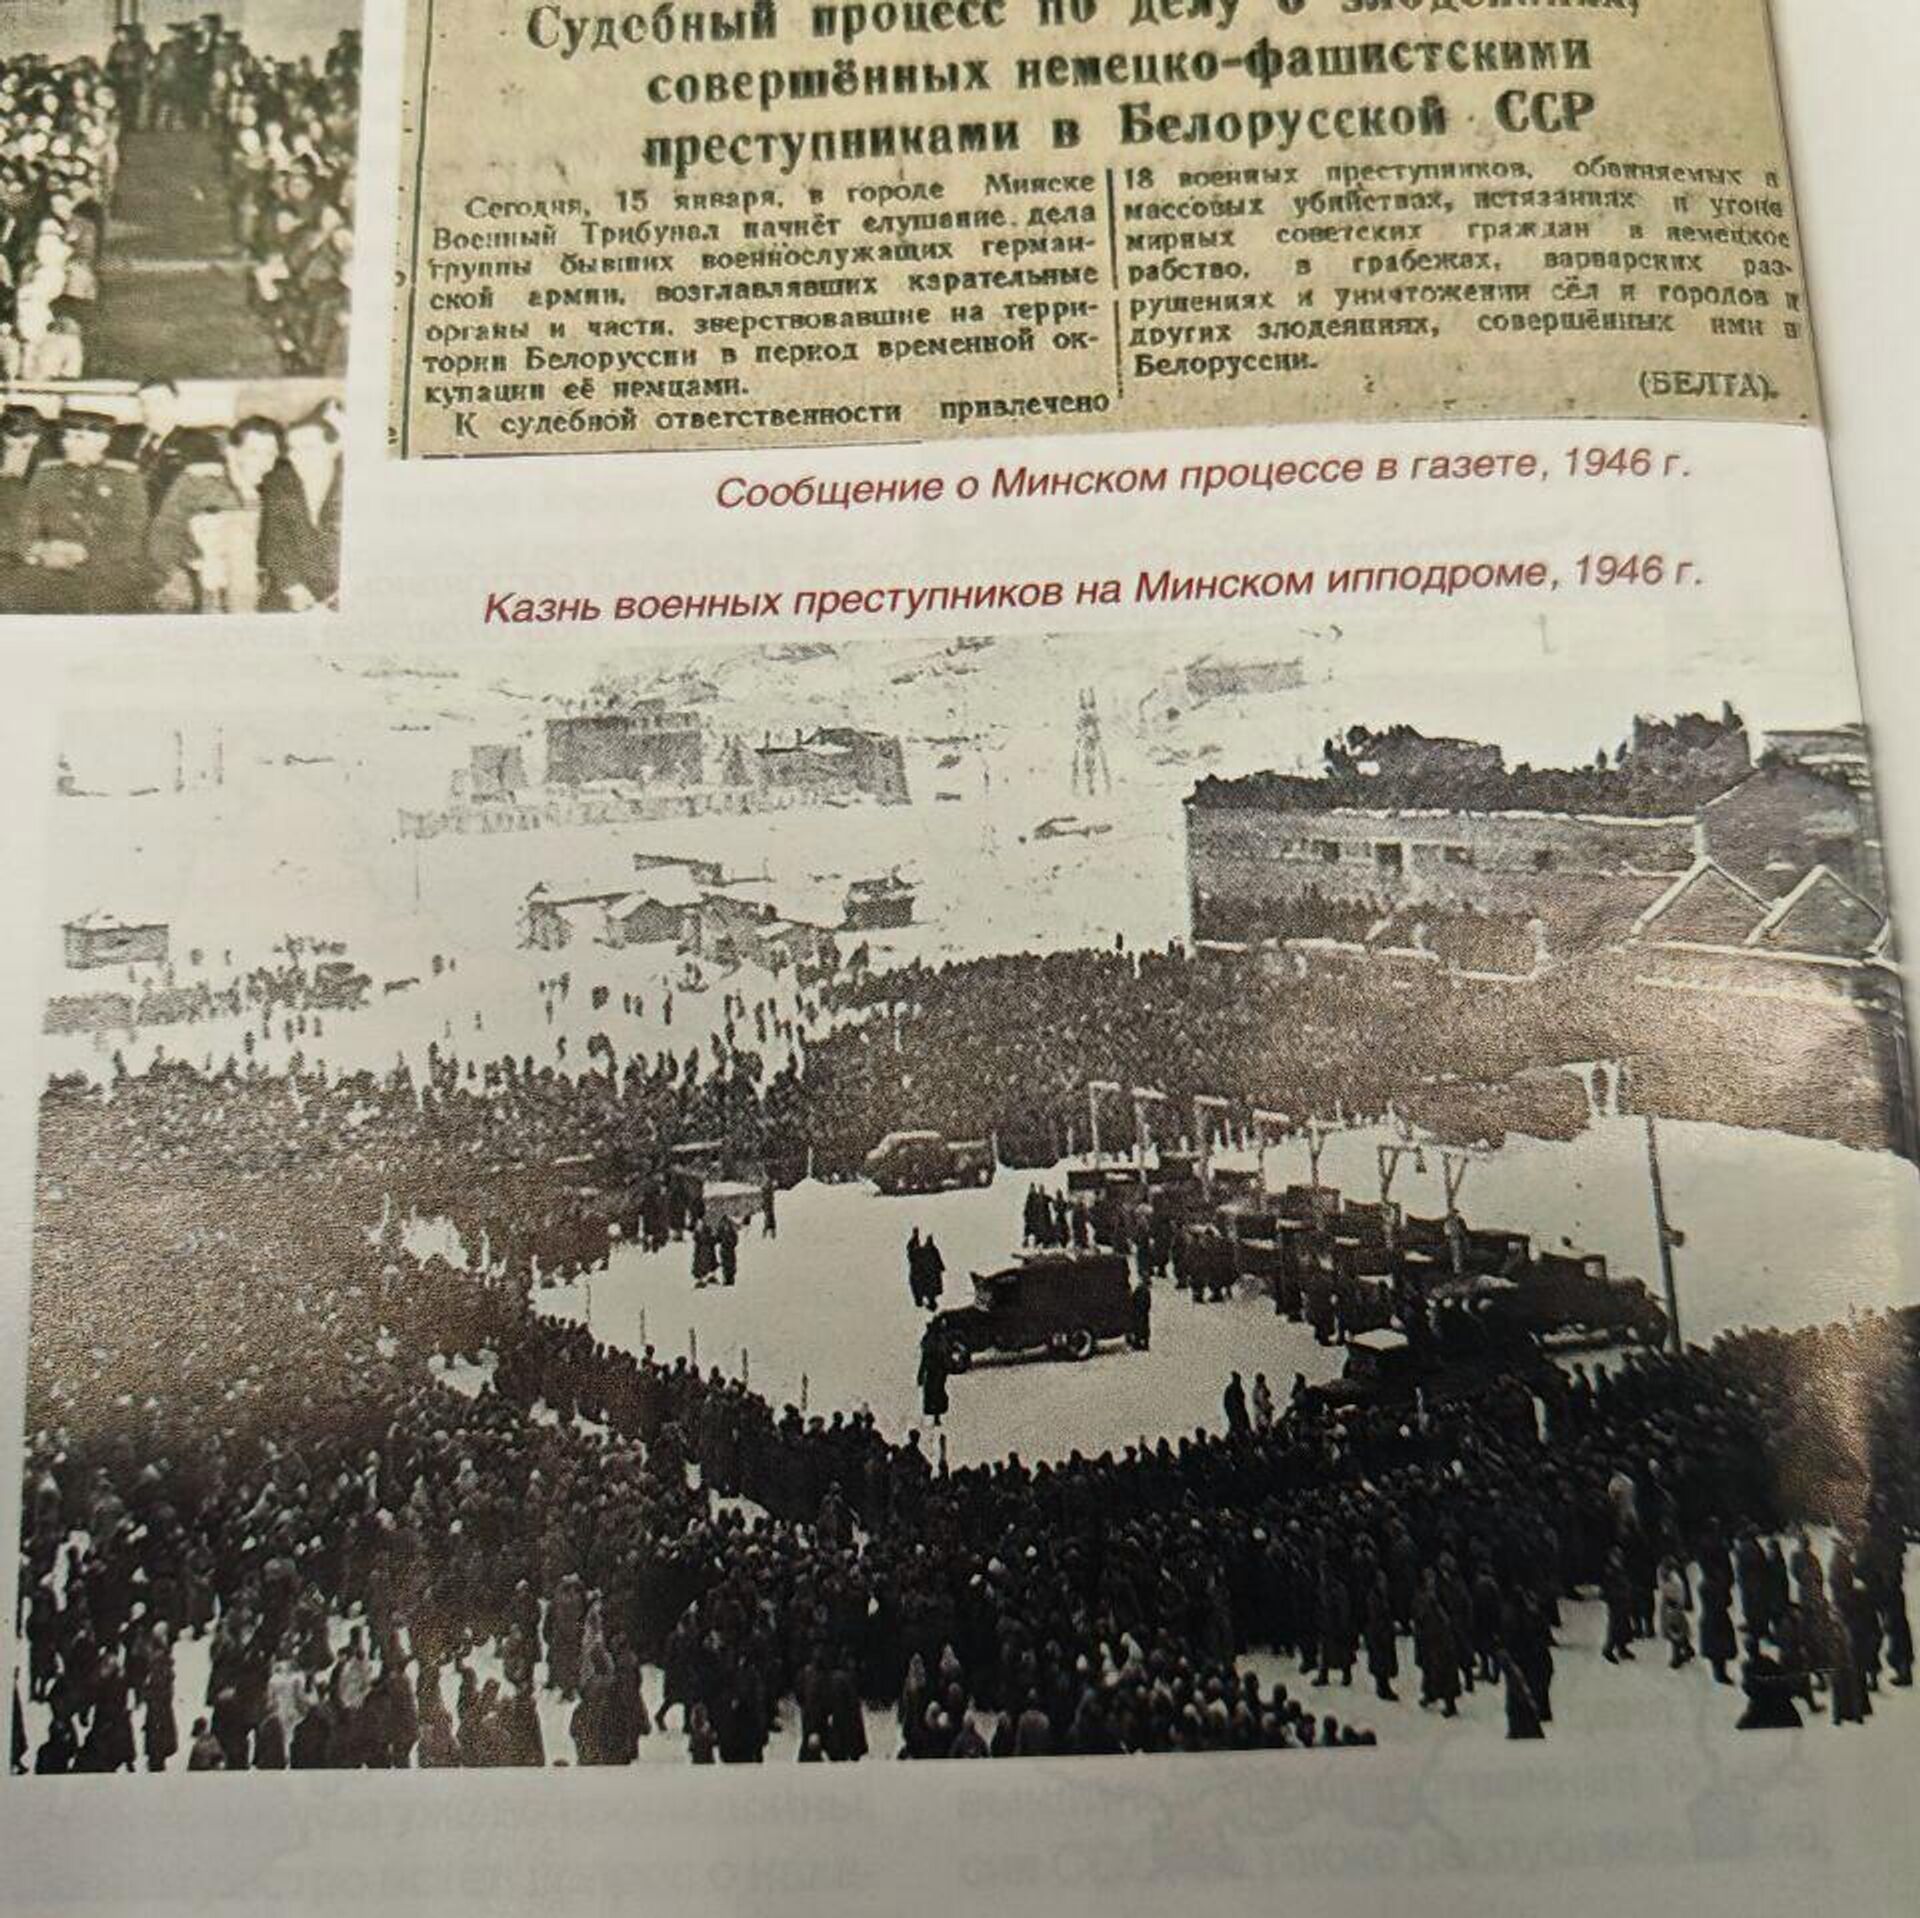 Судебный процесс по делу о злодеяниях,
совершённых немецко-фашистскими
преступниками в Белорусской ССР
Сегодня, 15 января, в городе Минске
Военный Трибунал начнёт слушание дела
группы бывших военнослужащих герман-
ской армии, возглавлявших карательные
органы и части, зверствовавшие на терри-
тории Белоруссии в период временной ок-
купации её немцами.
К судебной ответственности привлечено
18 военных преступников, обвиняемых в
массовых убийствах, истязаниях и угоне
мирных советских граждан в немецкое
рабство, в грабежах, варварских раз-
рушениях и уничтожении сёл и городов и
других злодеяниях, совершённых ими в
Белоруссии.
(БЕЛТА).
Сообщение о Минском процессе в газете, 1946 г.
Казнь военных преступников на Минском ипподроме, 1946 г.